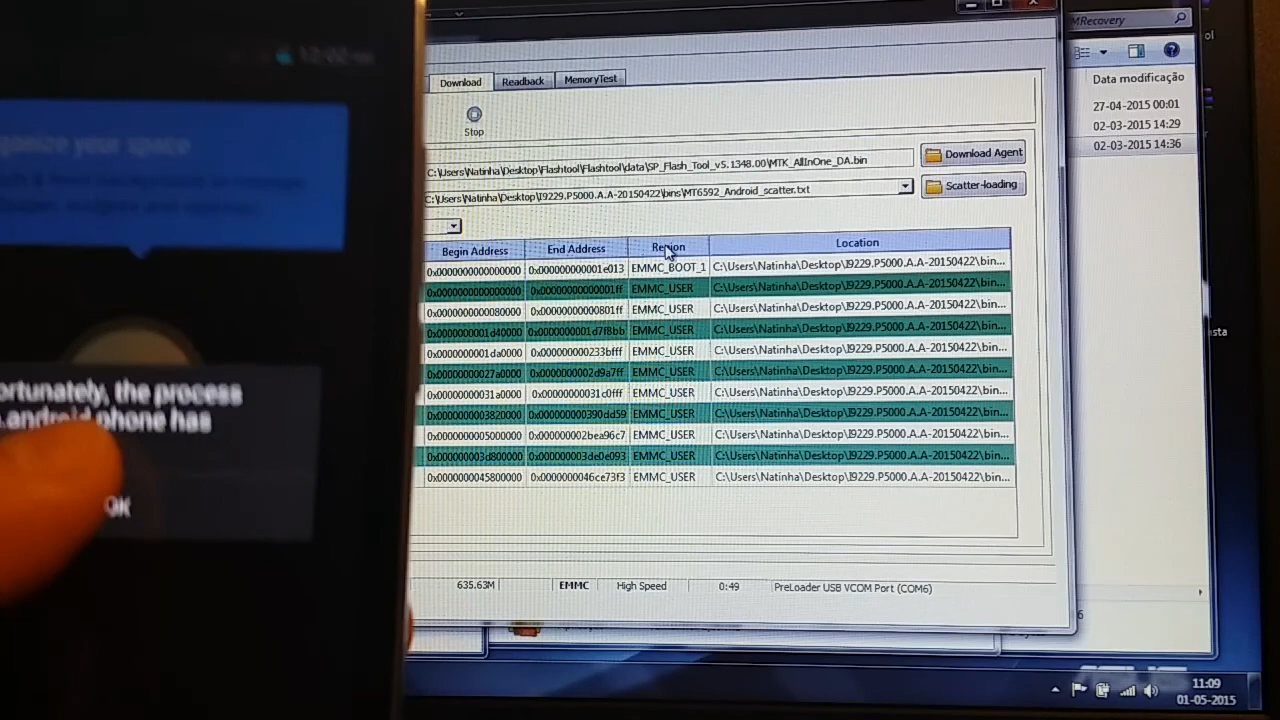 MRecovery
Download Readback MemoryTest
Data modificação
27-04-2015 00:01
02-03-2015 14:29
02-03-2015 14:36
Stop
C:\Users\Natinha\Desktop\Flashtool\Flashtool\data\SP_Flash_Tool_v5.1348.00\MTK_AllInOne_DA.bin
Download Agent
C:\Users\Natinha\Desktop\I9229.P5000.A.A-20150422\bins\MT6592_Android_scatter.txt
Scatter-loading
Begin Address End Address Region Location
0x0000000000000000 0x000000000001e013 EMMC_BOOT_1 C:\Users\Natinha\Desktop\I9229.P5000.A.A-20150422\bin...
0x0000000000000000 0x00000000000001ff EMMC_USER C:\Users\Natinha\Desktop\I9229.P5000.A.A-20150422\bin...
0x0000000000080000 0x00000000000801ff EMMC_USER C:\Users\Natinha\Desktop\I9229.P5000.A.A-20150422\bin...
0x0000000001d40000 0x0000000001d7f8bb EMMC_USER C:\Users\Natinha\Desktop\I9229.P5000.A.A-20150422\bin...
0x0000000001da0000 0x000000000233bfff EMMC_USER C:\Users\Natinha\Desktop\I9229.P5000.A.A-20150422\bin...
0x00000000027a0000 0x0000000002d9a7ff EMMC_USER C:\Users\Natinha\Desktop\I9229.P5000.A.A-20150422\bin...
0x00000000031a0000 0x00000000031c0fff EMMC_USER C:\Users\Natinha\Desktop\I9229.P5000.A.A-20150422\bin...
0x0000000003820000 0x000000000390dd59 EMMC_USER C:\Users\Natinha\Desktop\I9229.P5000.A.A-20150422\bin...
0x0000000005000000 0x000000002bea96c7 EMMC_USER C:\Users\Natinha\Desktop\I9229.P5000.A.A-20150422\bin...
0x000000003d800000 0x000000003de0e093 EMMC_USER C:\Users\Natinha\Desktop\I9229.P5000.A.A-20150422\bin...
0x0000000045800000 0x0000000046ce73f3 EMMC_USER C:\Users\Natinha\Desktop\I9229.P5000.A.A-20150422\bin...
ortunately, the process
.android.phone has
OK
635.63M EMMC High Speed 0:49 PreLoader USB VCOM Port (COM6)
11:09
01-05-2015